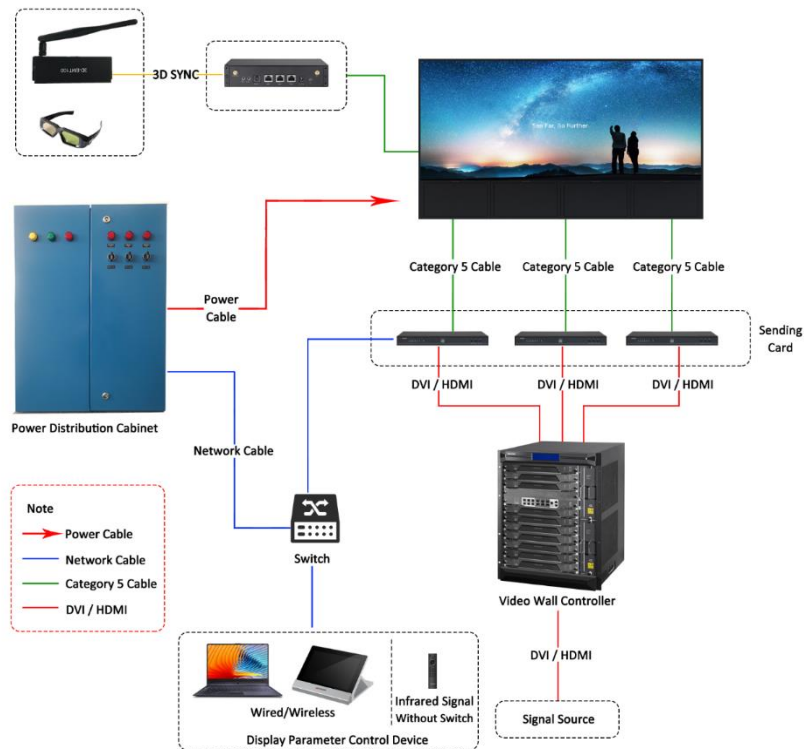 3D SYNC
Too Far, So Further
Category 5 Cable
Category 5 Cable
Category 5 Cable
Power
Cable
Sending
Card
DVI / HDMI
DVI / HDMI
DVI / HDMI
Power Distribution Cabinet
Network Cable
Note
Power Cable
Network Cable
Category 5 Cable
DVI / HDMI
Switch
Video Wall Controller
DVI / HDMI
Wired/Wireless
Infrared Signal
Without Switch
Display Parameter Control Device
Signal Source